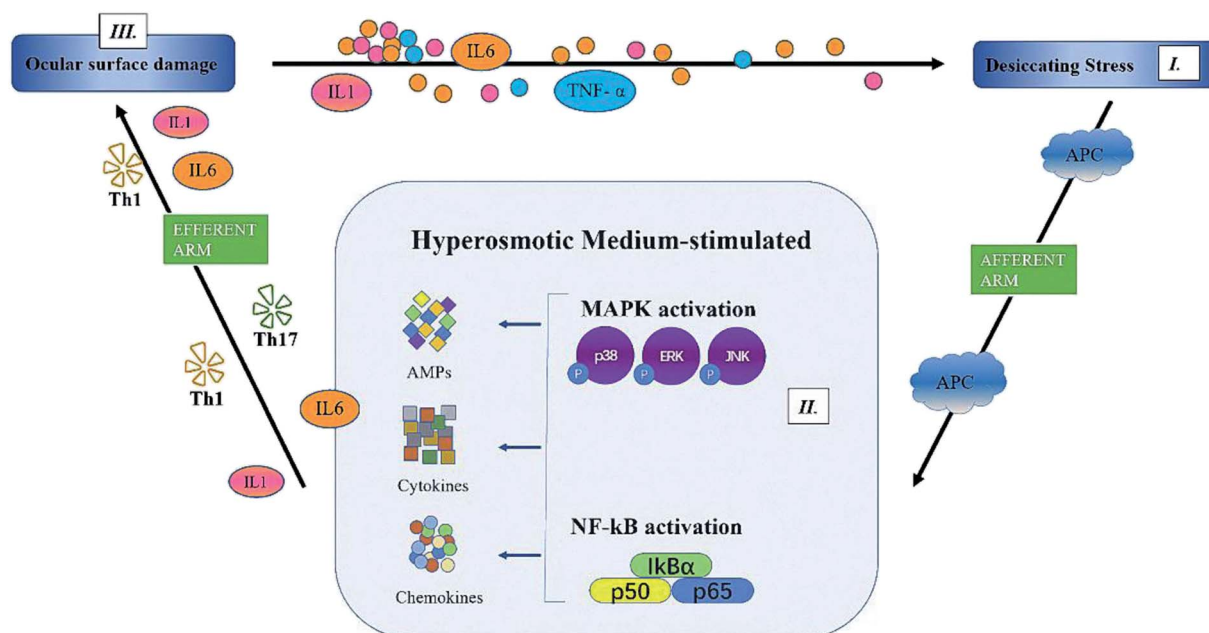 III.
Ocular surface damage
IL6
IL1
TNF- α
Desiccating Stress
I.
IL1
IL6
Th1
EFFERENT
ARM
Th17
Th1
IL6
IL1
APC
AFFERENT
ARM
APC
Hyperosmotic Medium-stimulated
MAPK activation
p38
ERK
JNK
P
P
P
AMPs
II.
Cytokines
NF-kB activation
IkBα
p50
p65
Chemokines